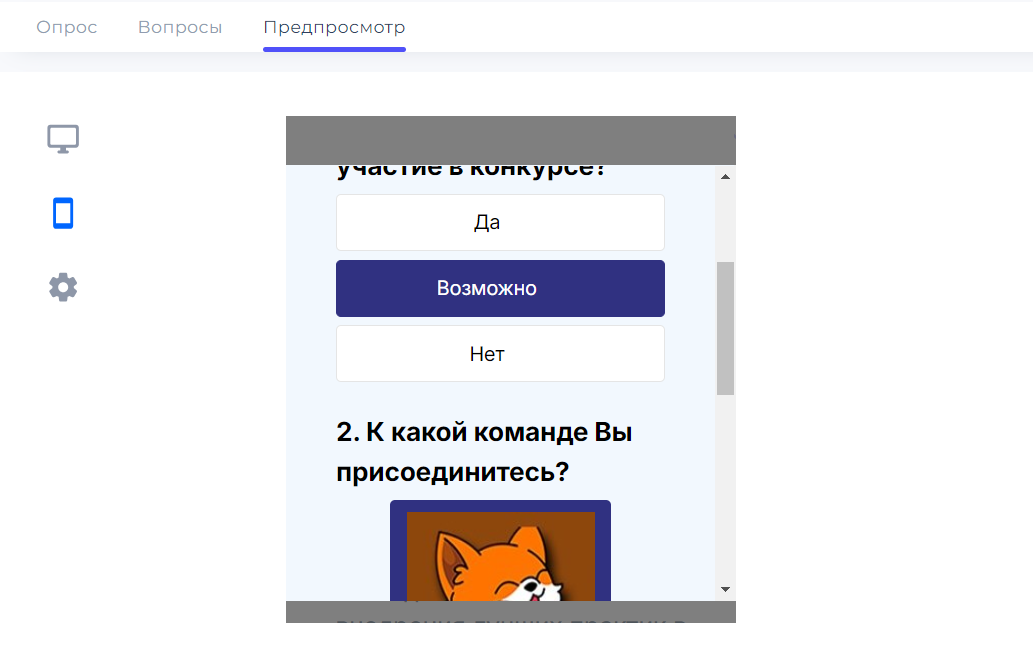 Опрос Вопросы Предпросмотр
участие в конкурсе?
Да
Возможно
Нет
2. К какой команде Вы
присоединитесь?